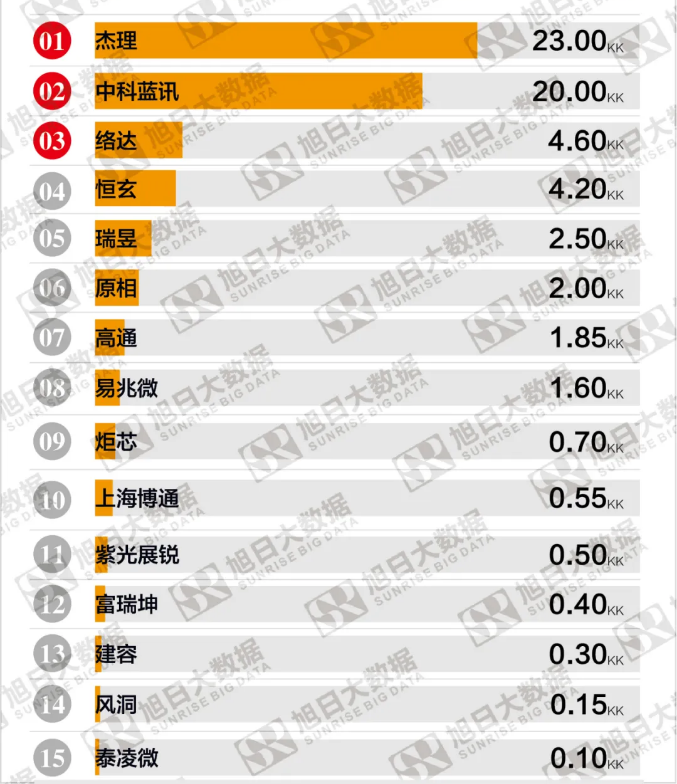 01 杰理 23.00KK
02 中科蓝讯 20.00KK
03 络达 4.60KK
04 恒玄 4.20KK
05 瑞昱 2.50KK
06 原相 2.00KK
07 高通 1.85KK
08 易兆微 1.60KK
09 炬芯 0.70KK
10 上海博通 0.55KK
11 紫光展锐 0.50KK
12 富瑞坤 0.40KK
13 建容 0.30KK
14 风洞 0.15KK
15 泰凌微 0.10KK
旭日大数据
SUNRISE BIG DATA